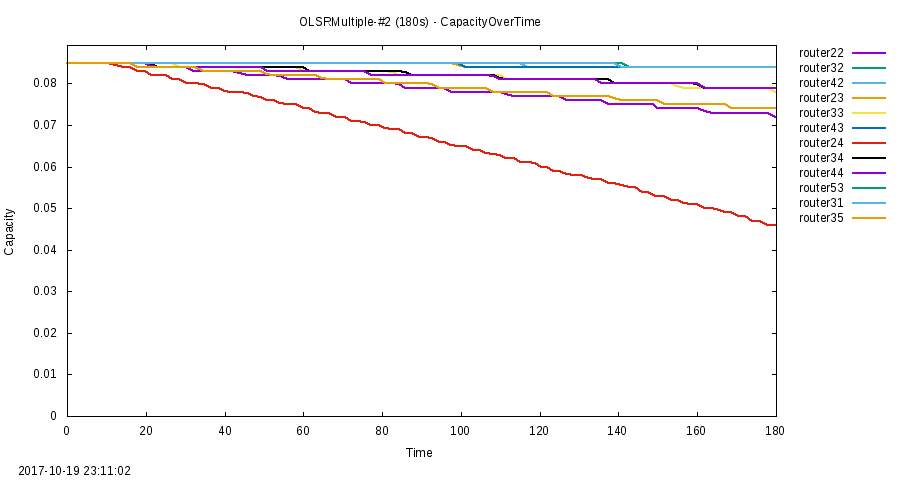 OLSRMultiple-#2 (180s) - CapacityOverTime
router22
router32
router42
router23
router33
router43
router24
router34
router44
router53
router31
router35
0.08
0.07
0.06
0.05
0.04
0.03
0.02
0.01
0
Capacity
0 20 40 60 80 100 120 140 160 180
Time
2017-10-19 23:11:02